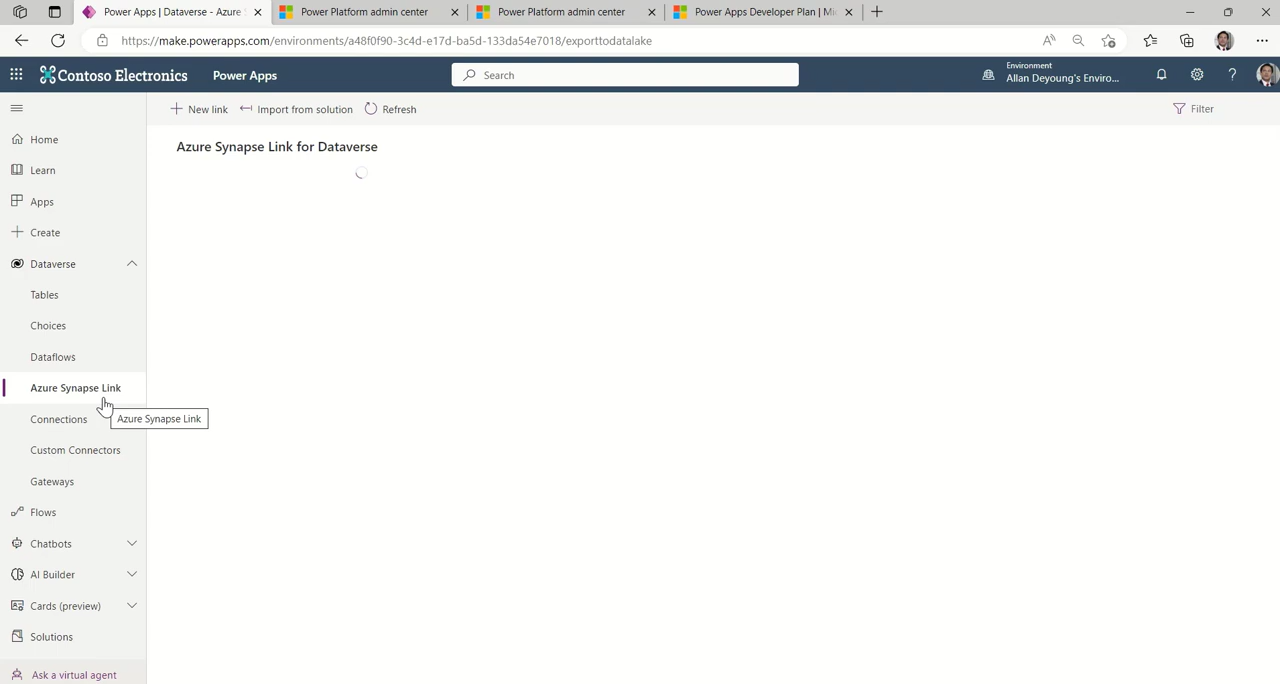 Power Apps | Dataverse - Azure S
Power Platform admin center
Power Platform admin center
Power Apps Developer Plan | Mic
https://make.powerapps.com/environments/a48f0f90-3c4d-e17d-ba5d-133da54e7018/exporttodatalake
Contoso Electronics
Power Apps
Search
Environment
Allan Deyoung's Enviro...
New link
Import from solution
Refresh
Filter
Azure Synapse Link for Dataverse
Home
Learn
Apps
Create
Dataverse
Tables
Choices
Dataflows
Azure Synapse Link
Azure Synapse Link
Connections
Custom Connectors
Gateways
Flows
Chatbots
AI Builder
Cards (preview)
Solutions
Ask a virtual agent